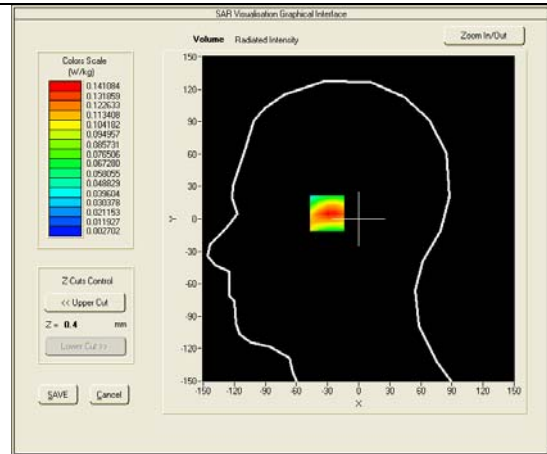 SAR Visualisation Graphical Interface
Volume Radiated Intensity
Zoom In/Out
Colors Scale
(W/kg)
0.141084
0.131859
0.122633
0.113408
0.104182
0.094957
0.085731
0.076506
0.067280
0.058055
0.048829
0.039604
0.030378
0.021153
0.011927
0.002702
Z Cuts Control
<< Upper Cut
Z = 0.4 mm
Lower Cut >>
SAVE Cancel
150
120
90
60
30
0
-30
-60
-90
-120
-150
Y
-150 -120 -90 -60 -30 0 30 60 90 120 150
X